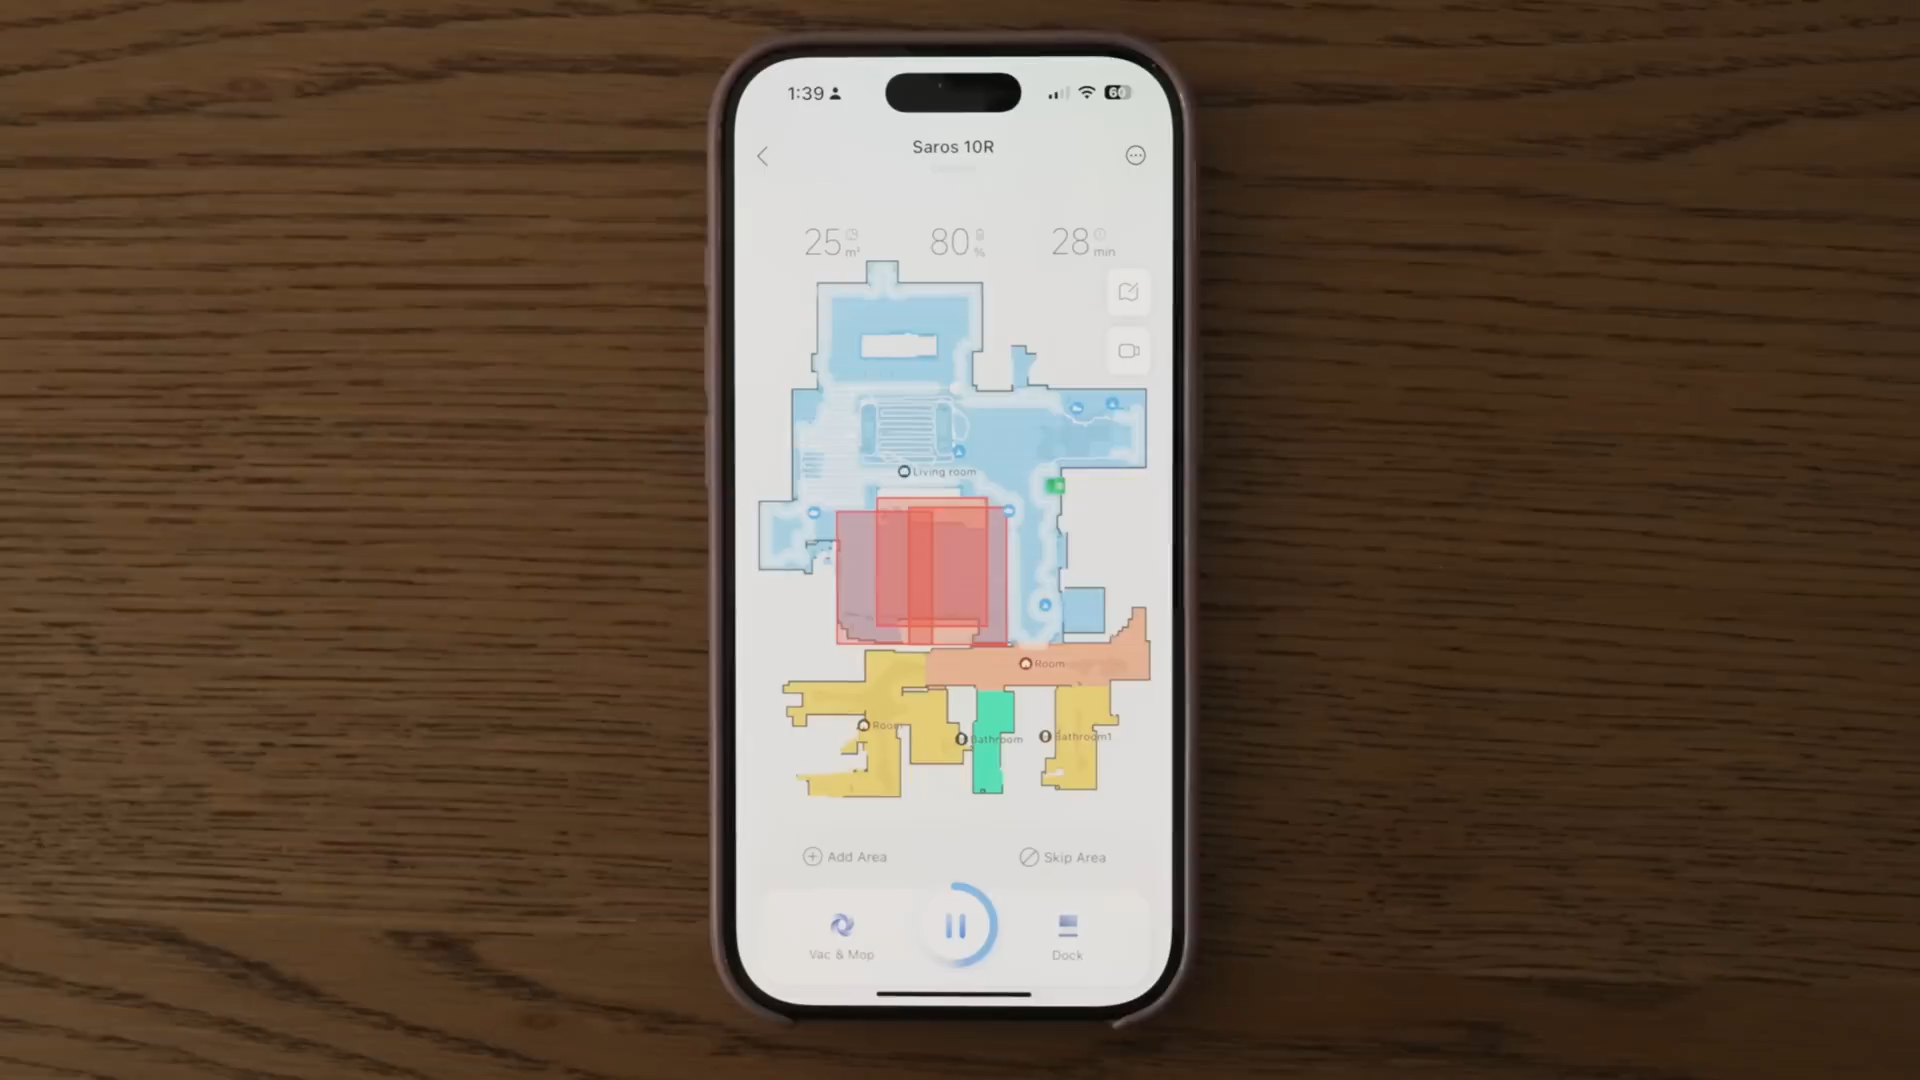 1:39
60
Saros 10R
25 m²
80 %
28 min
Living room
Room
Room
Bathroom
Bathroom1
Add Area
Skip Area
Vac & Mop
Dock